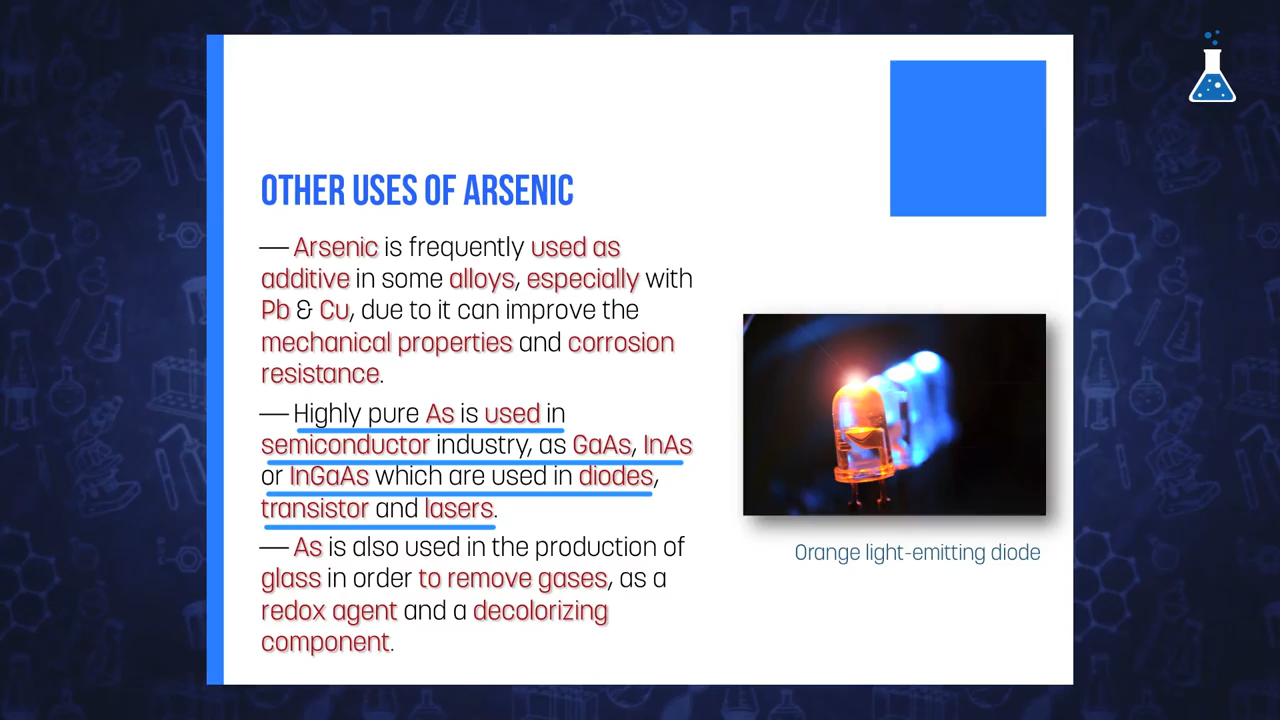 OTHER USES OF ARSENIC
— Arsenic is frequently used as
additive in some alloys, especially with
Pb & Cu, due to it can improve the
mechanical properties and corrosion
resistance.
— Highly pure As is used in
semiconductor industry, as GaAs, InAs
or InGaAs which are used in diodes,
transistor and lasers.
— As is also used in the production of
glass in order to remove gases, as a
redox agent and a decolorizing
component.
Orange light-emitting diode